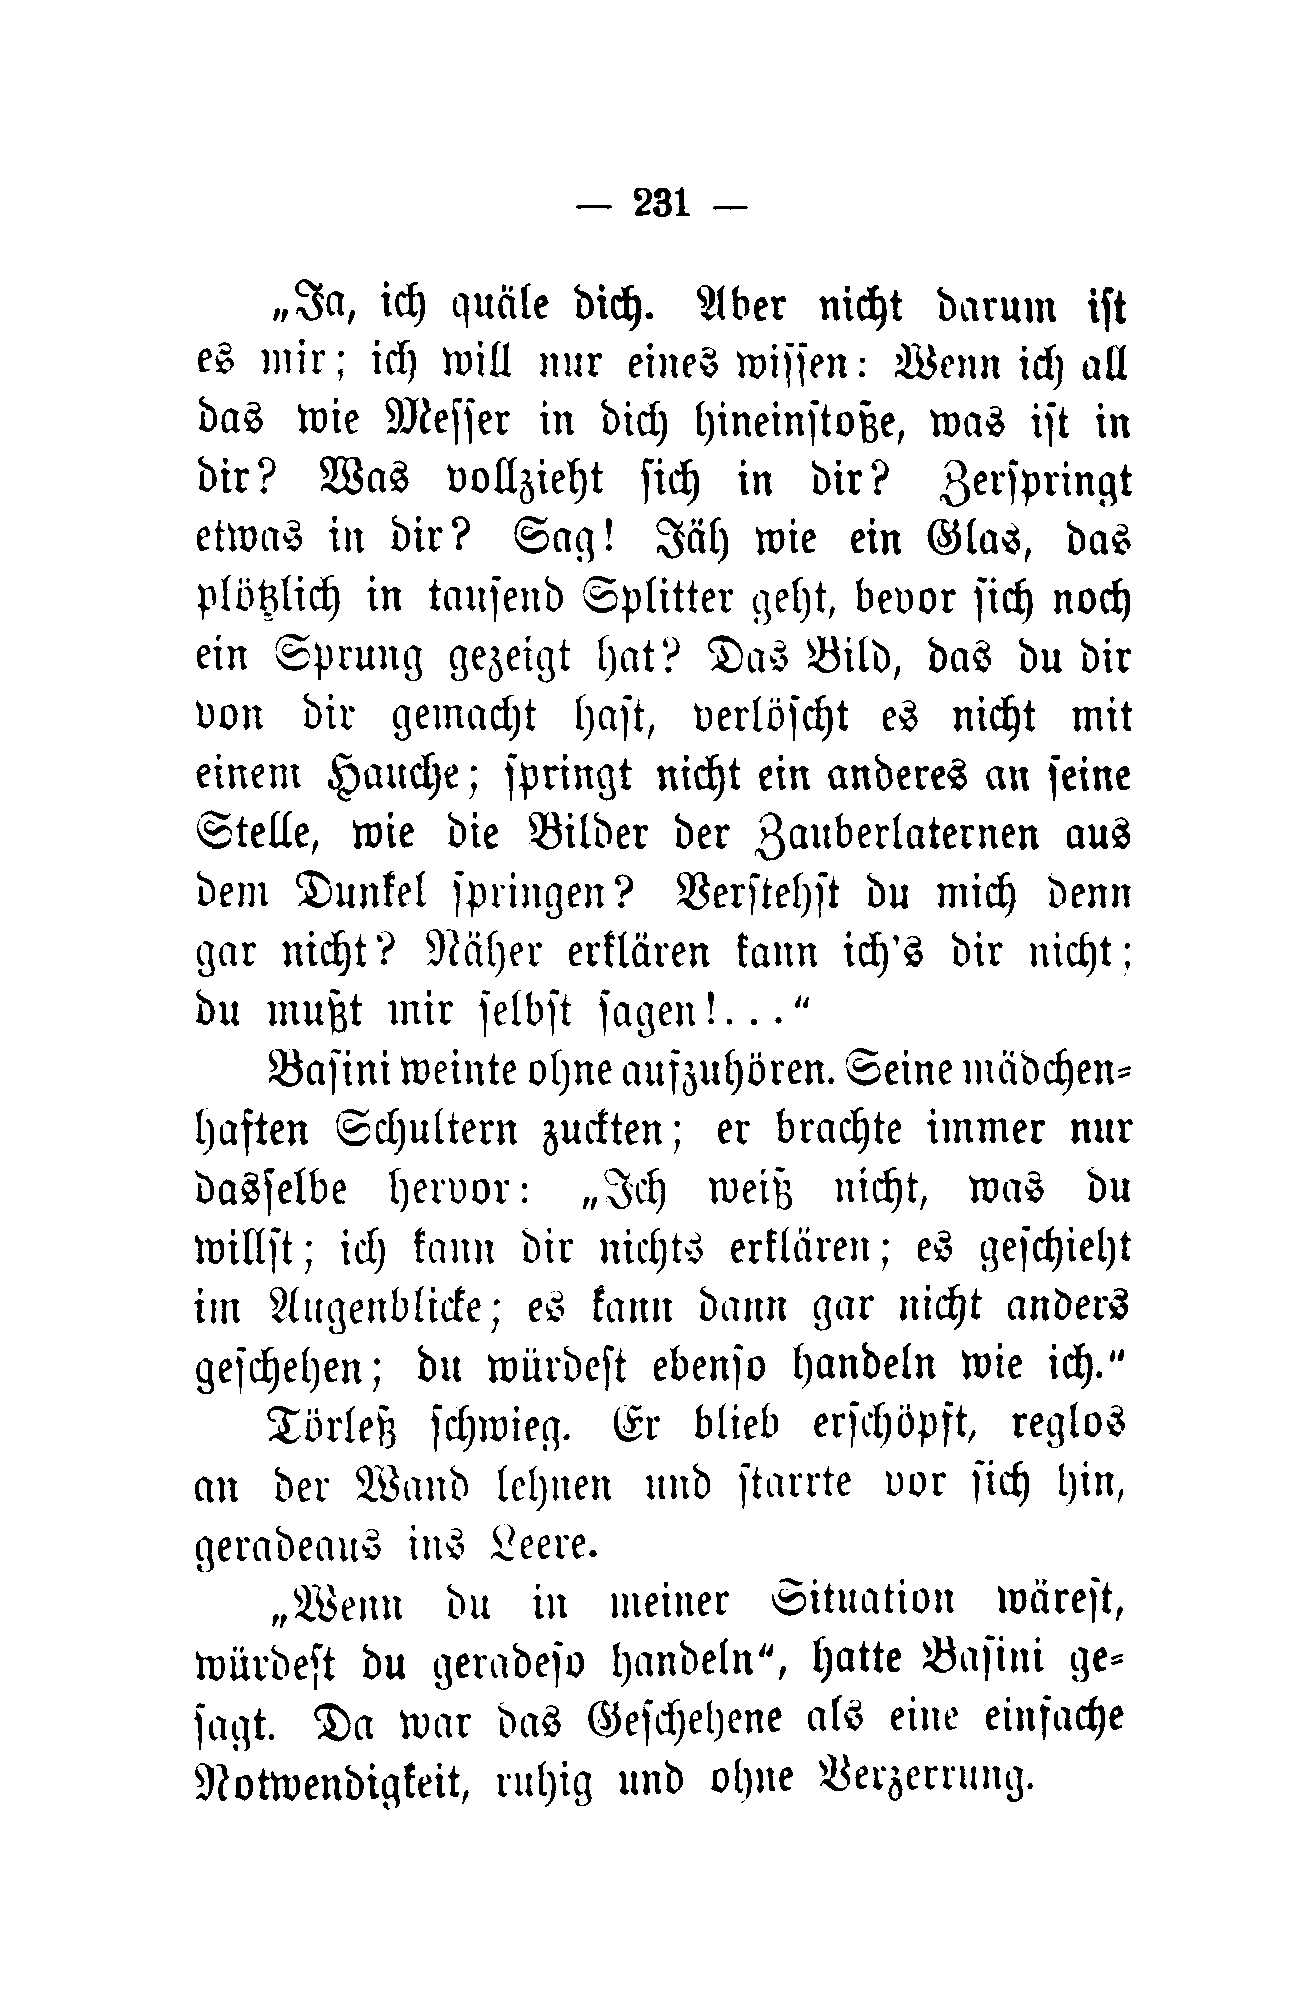 — 231 —
„Ja, ich quäle dich. Aber nicht darum iſt
es mir; ich will nur eines wiſſen: Wenn ich all
das wie Meſſer in dich hineinſtoße, was iſt in
dir? Was vollzieht ſich in dir? Zerſpringt
etwas in dir? Sag! Jäh wie ein Glas, das
plötzlich in tauſend Splitter geht, bevor ſich noch
ein Sprung gezeigt hat? Das Bild, das du dir
von dir gemacht haſt, verlöſcht es nicht mit
einem Hauche; ſpringt nicht ein anderes an ſeine
Stelle, wie die Bilder der Zauberlaternen aus
dem Dunkel ſpringen? Verſtehſt du mich denn
gar nicht? Näher erklären kann ich's dir nicht;
du mußt mir ſelbſt ſagen!. . .“
Baſini weinte ohne aufzuhören. Seine mädchen-
haften Schultern zuckten; er brachte immer nur
dasſelbe hervor: „Ich weiß nicht, was du
willſt; ich kann dir nichts erklären; es geſchieht
im Augenblicke; es kann dann gar nicht anders
geſchehen; du würdeſt ebenſo handeln wie ich.“
Törleß ſchwieg. Er blieb erſchöpft, reglos
an der Wand lehnen und ſtarrte vor ſich hin,
geradeaus ins Leere.
„Wenn du in meiner Situation wäreſt,
würdeſt du geradeſo handeln“, hatte Baſini ge-
ſagt. Da war das Geſchehene als eine einfache
Notwendigkeit, ruhig und ohne Verzerrung.